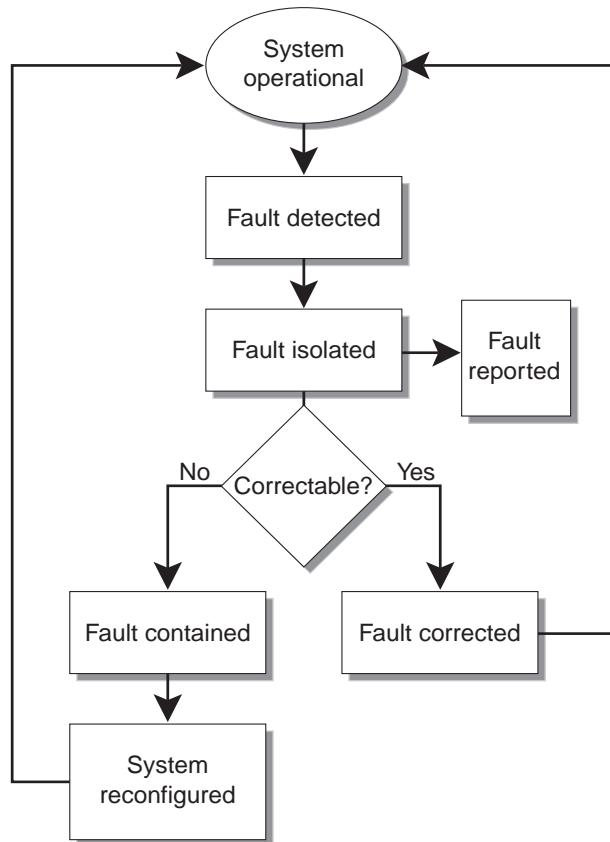 System
operational
Fault detected
Fault isolated
Fault
reported
Correctable?
No
Yes
Fault contained
Fault corrected
System
reconfigured